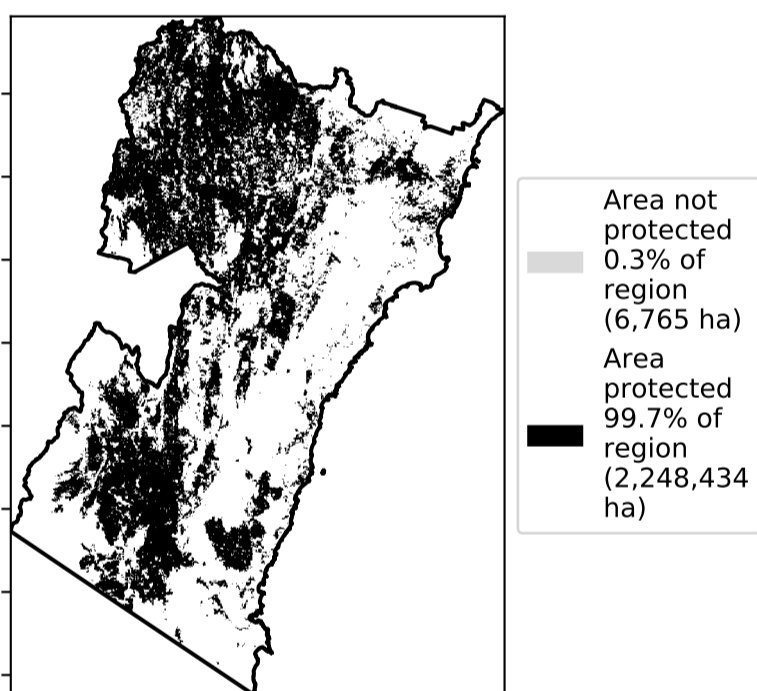 Area not
protected
0.3% of
region
(6,765 ha)
Area
protected
99.7% of
region
(2,248,434
ha)